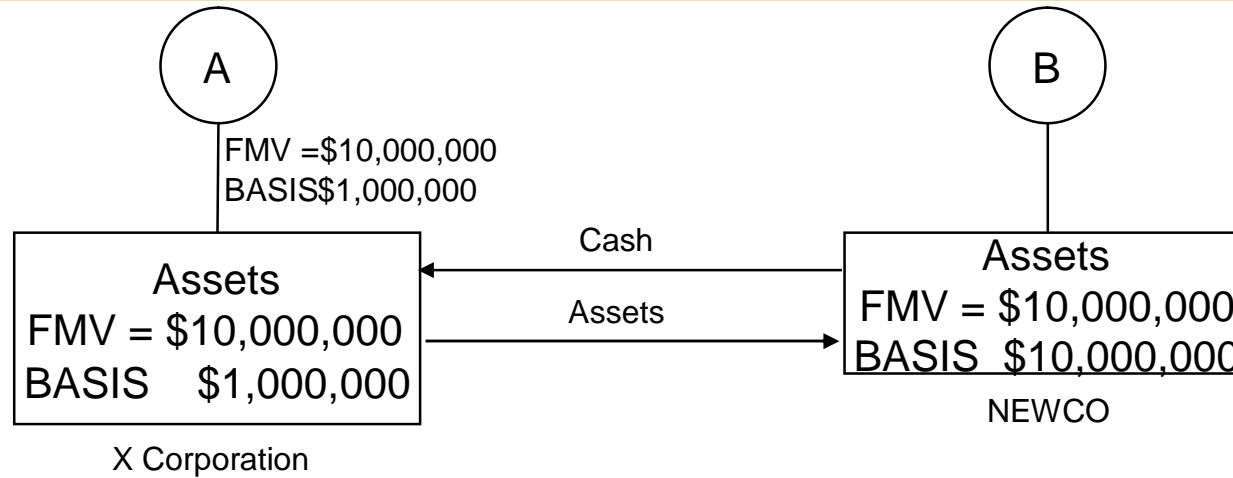 A
B
FMV =$10,000,000
BASIS$1,000,000
Assets
FMV = $10,000,000
BASIS $1,000,000
X Corporation
Cash
Assets
Assets
FMV = $10,000,000
BASIS $10,000,000
NEWCO